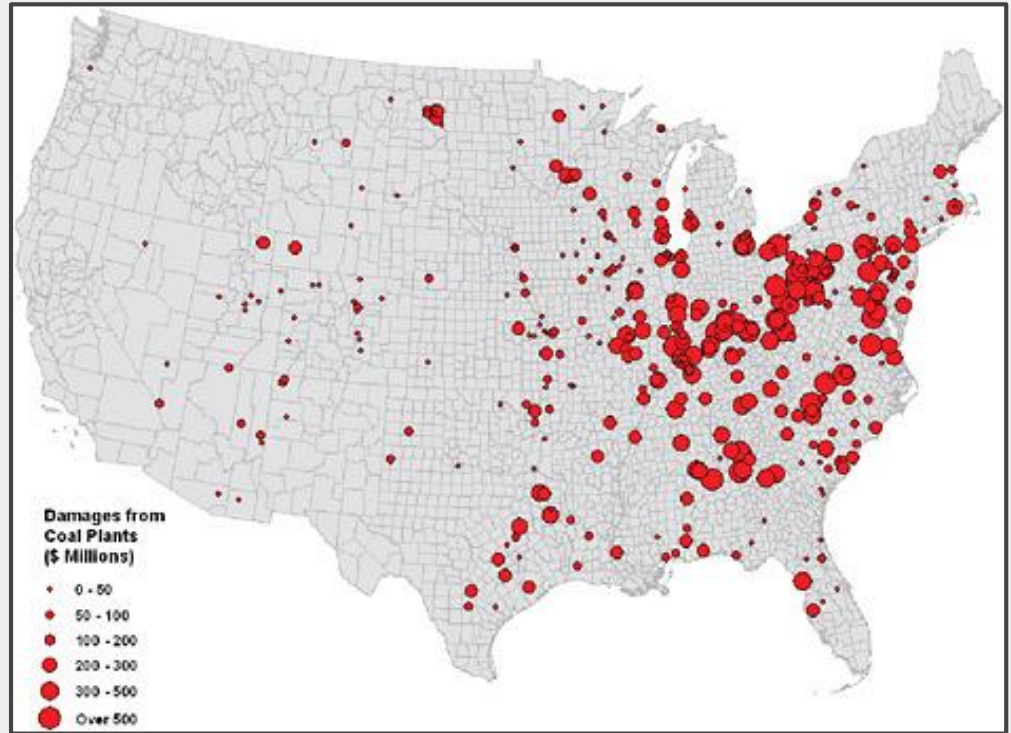 Damages from
Coal Plants
($ Millions)
0 - 50
50 - 100
100 - 200
200 - 300
300 - 500
Over 500